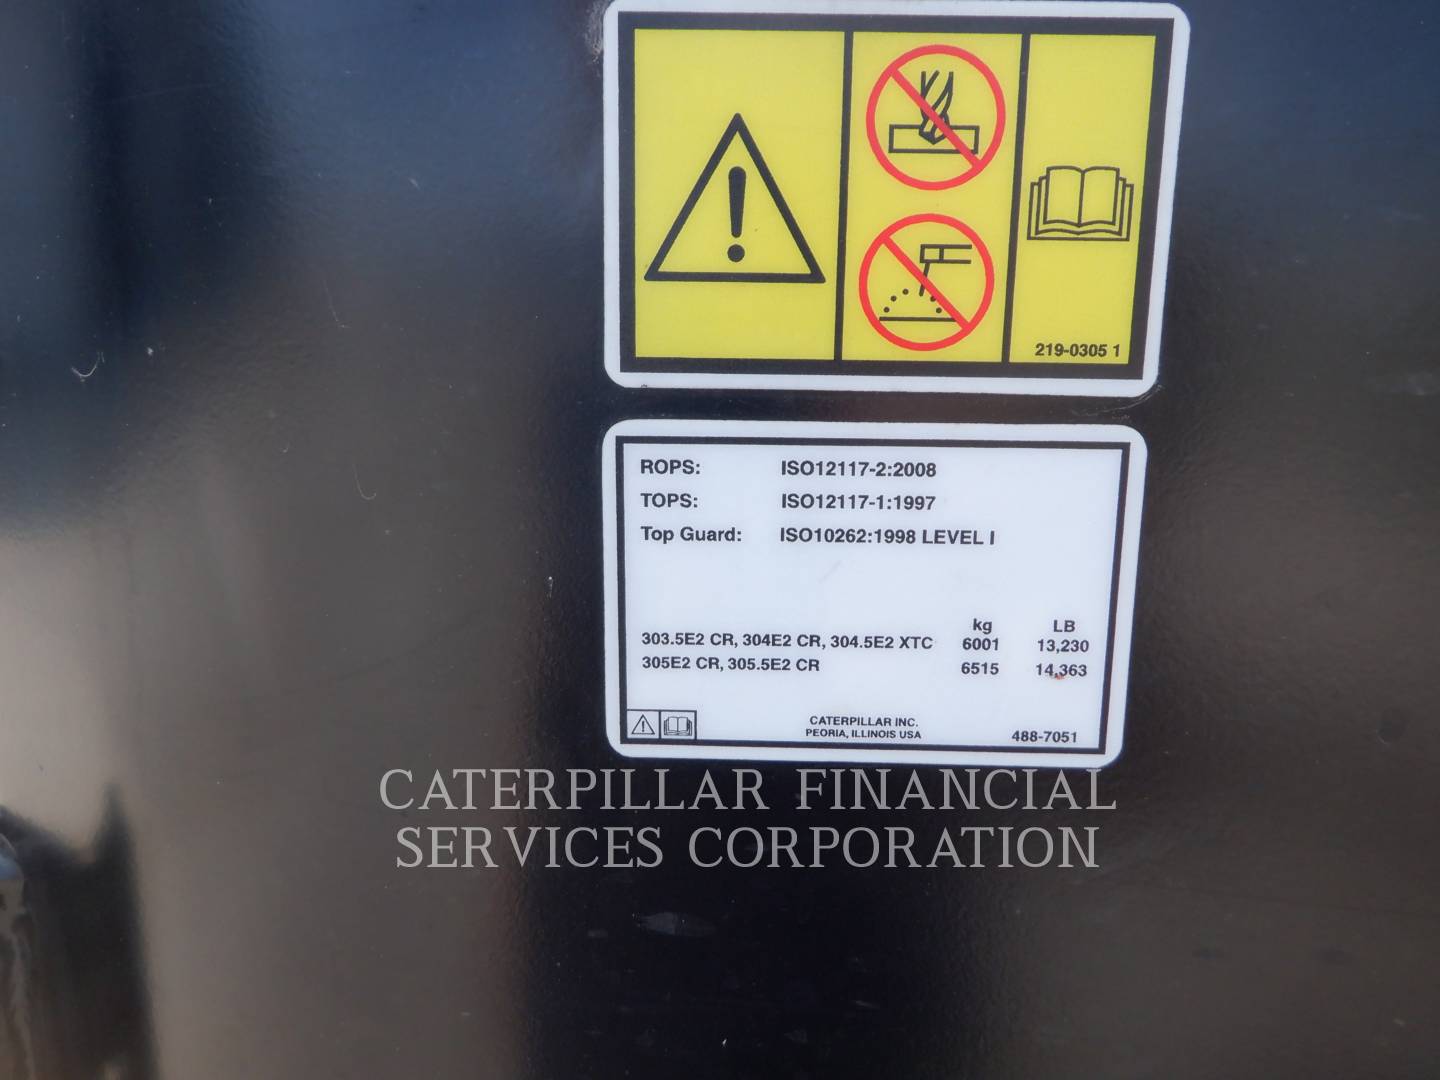 219-0305 1
ROPS: ISO12117-2:2008
TOPS: ISO12117-1:1997
Top Guard: ISO10262:1998 LEVEL I
kg LB
303.5E2 CR, 304E2 CR, 304.5E2 XTC 6001 13,230
305E2 CR, 305.5E2 CR 6515 14,363
CATERPILLAR INC.
PEORIA, ILLINOIS USA
488-7051
CATERPILLAR FINANCIAL
SERVICES CORPORATION